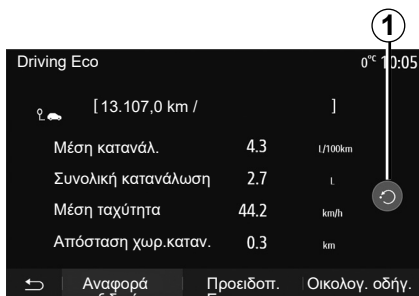 1
Driving Eco 0°C 10:05
[ 13.107,0 km / ]
Μέση κατανάλ. 4.3 L/100km
Συνολική κατανάλωση 2.7 L
Μέση ταχύτητα 44.2 km/h
Απόσταση χωρ.καταν. 0.3 km
Αναφορά Προειδοπ. Οικολογ. οδήγ.